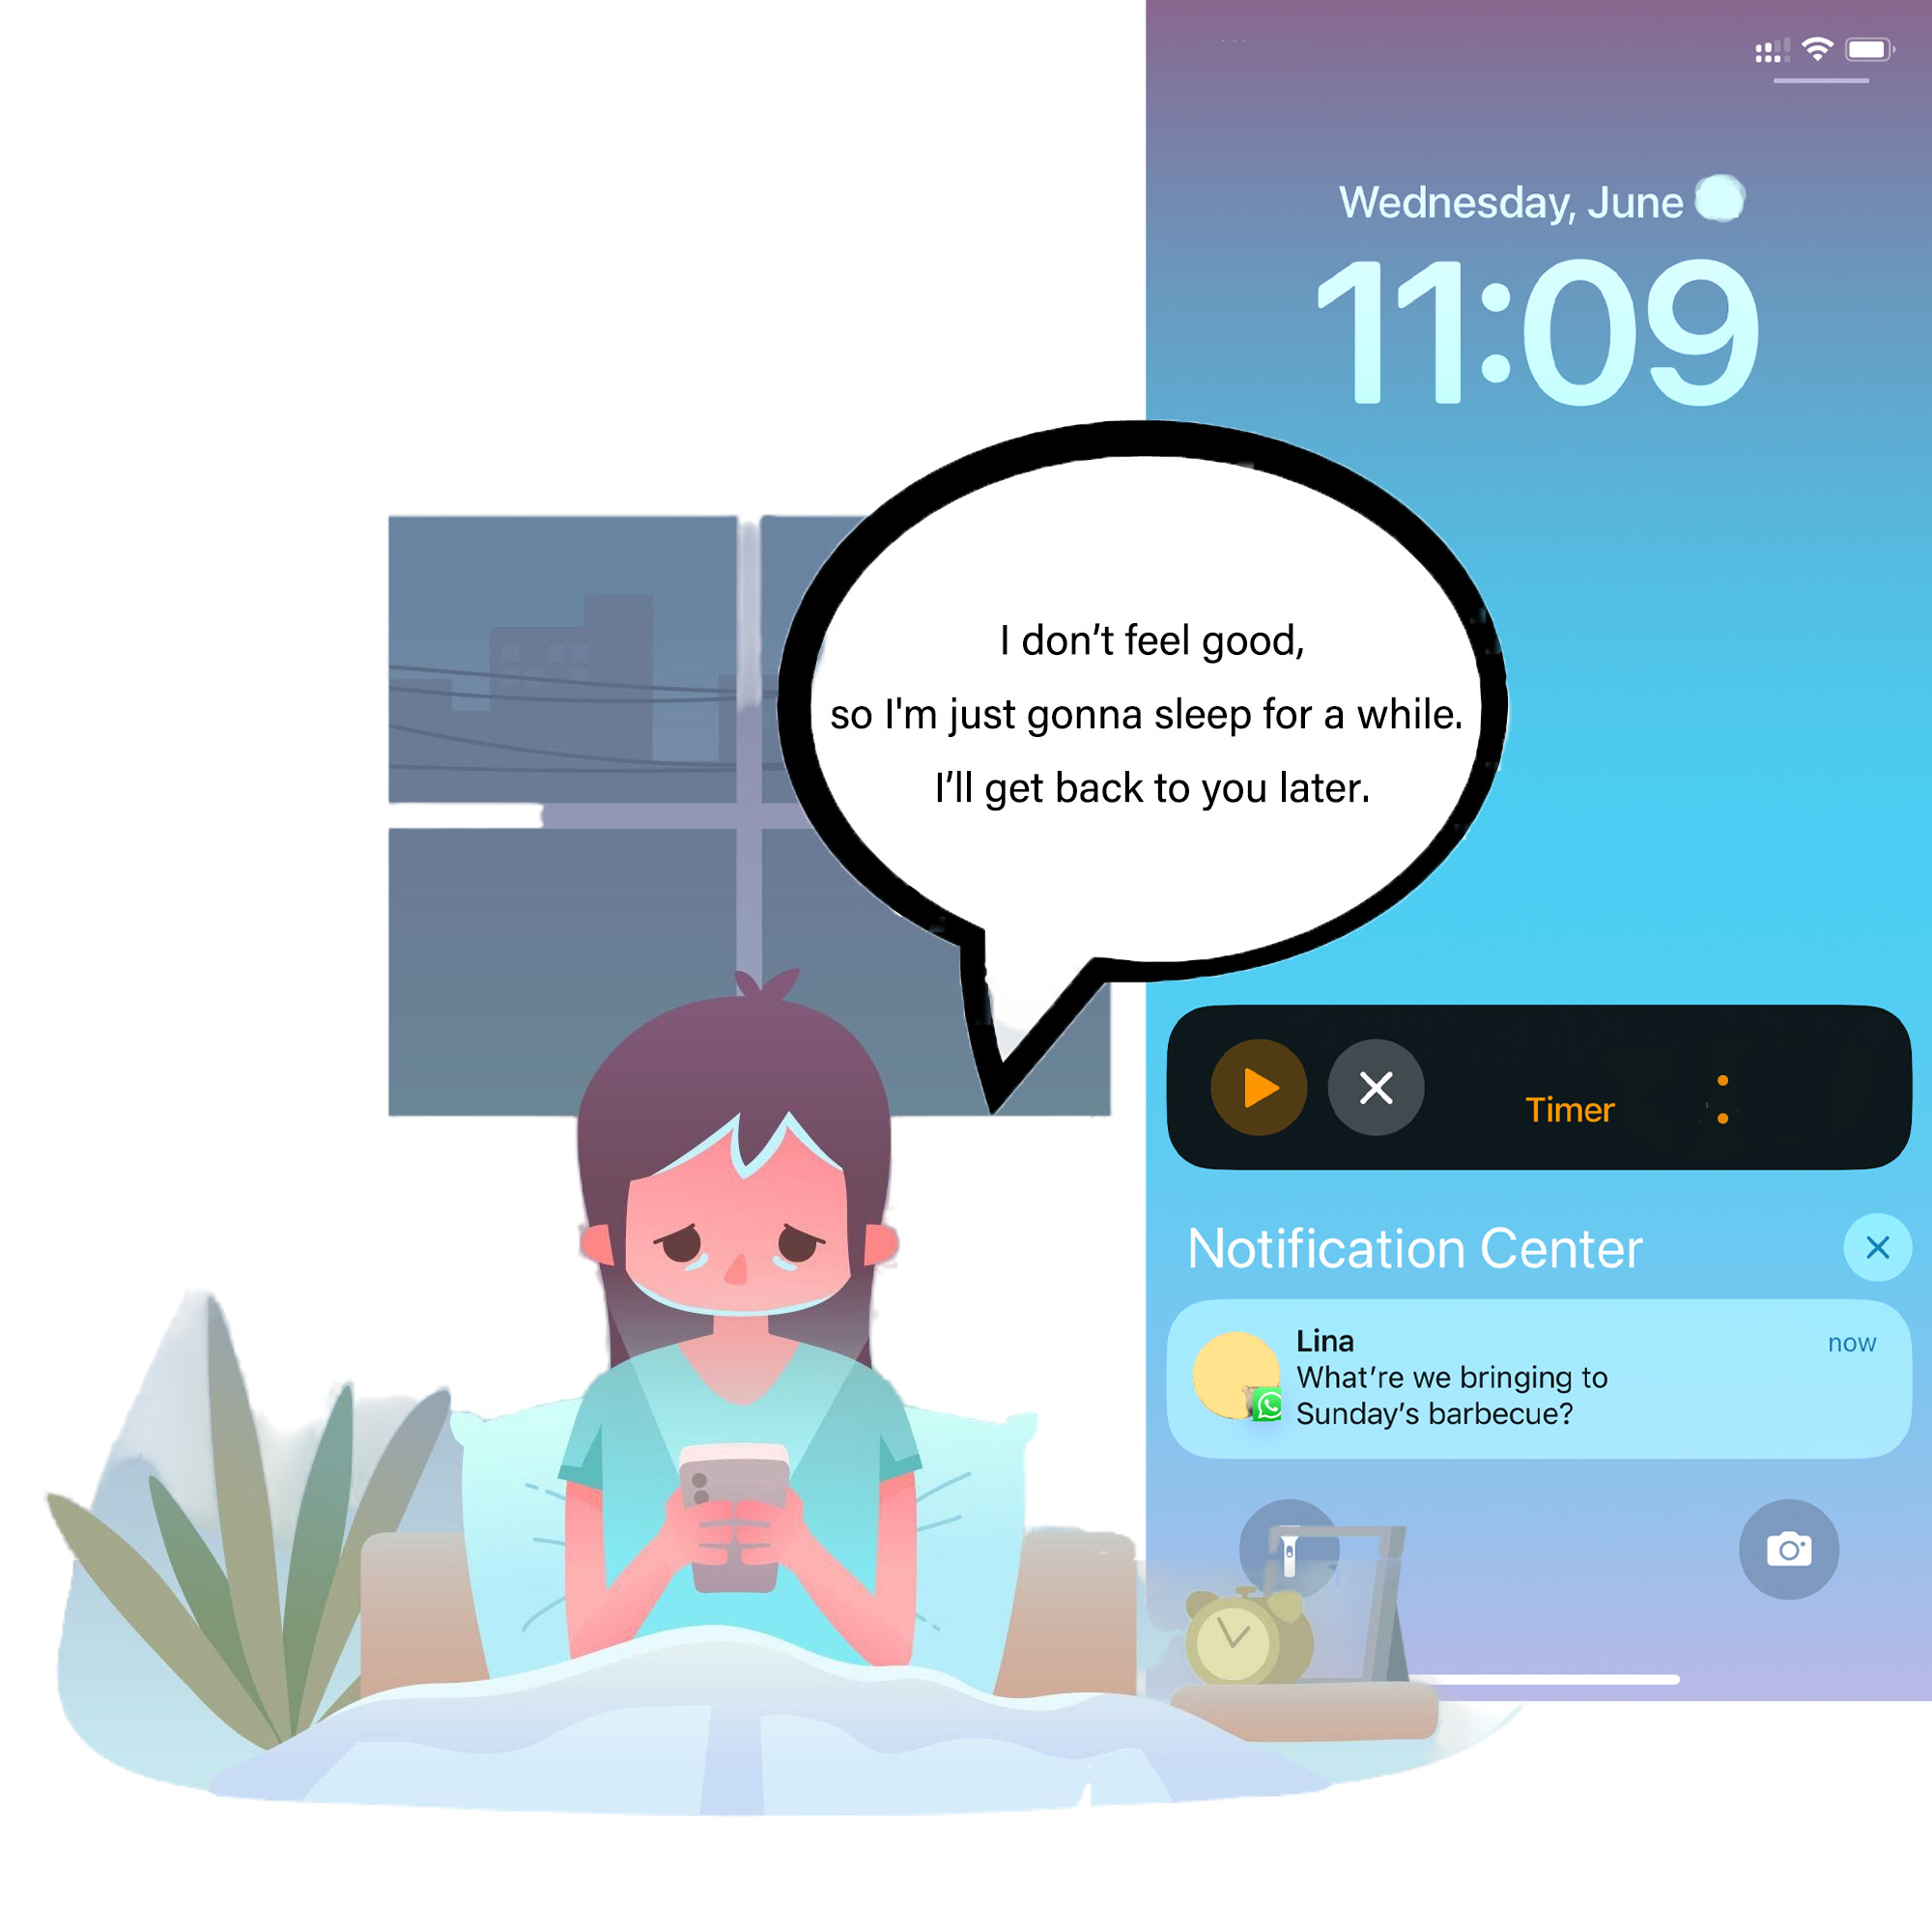 Wednesday, June
11:09
I don’t feel good,
so I'm just gonna sleep for a while.
I’ll get back to you later.
Timer :
Notification Center
Lina
now
What’re we bringing to
Sunday’s barbecue?